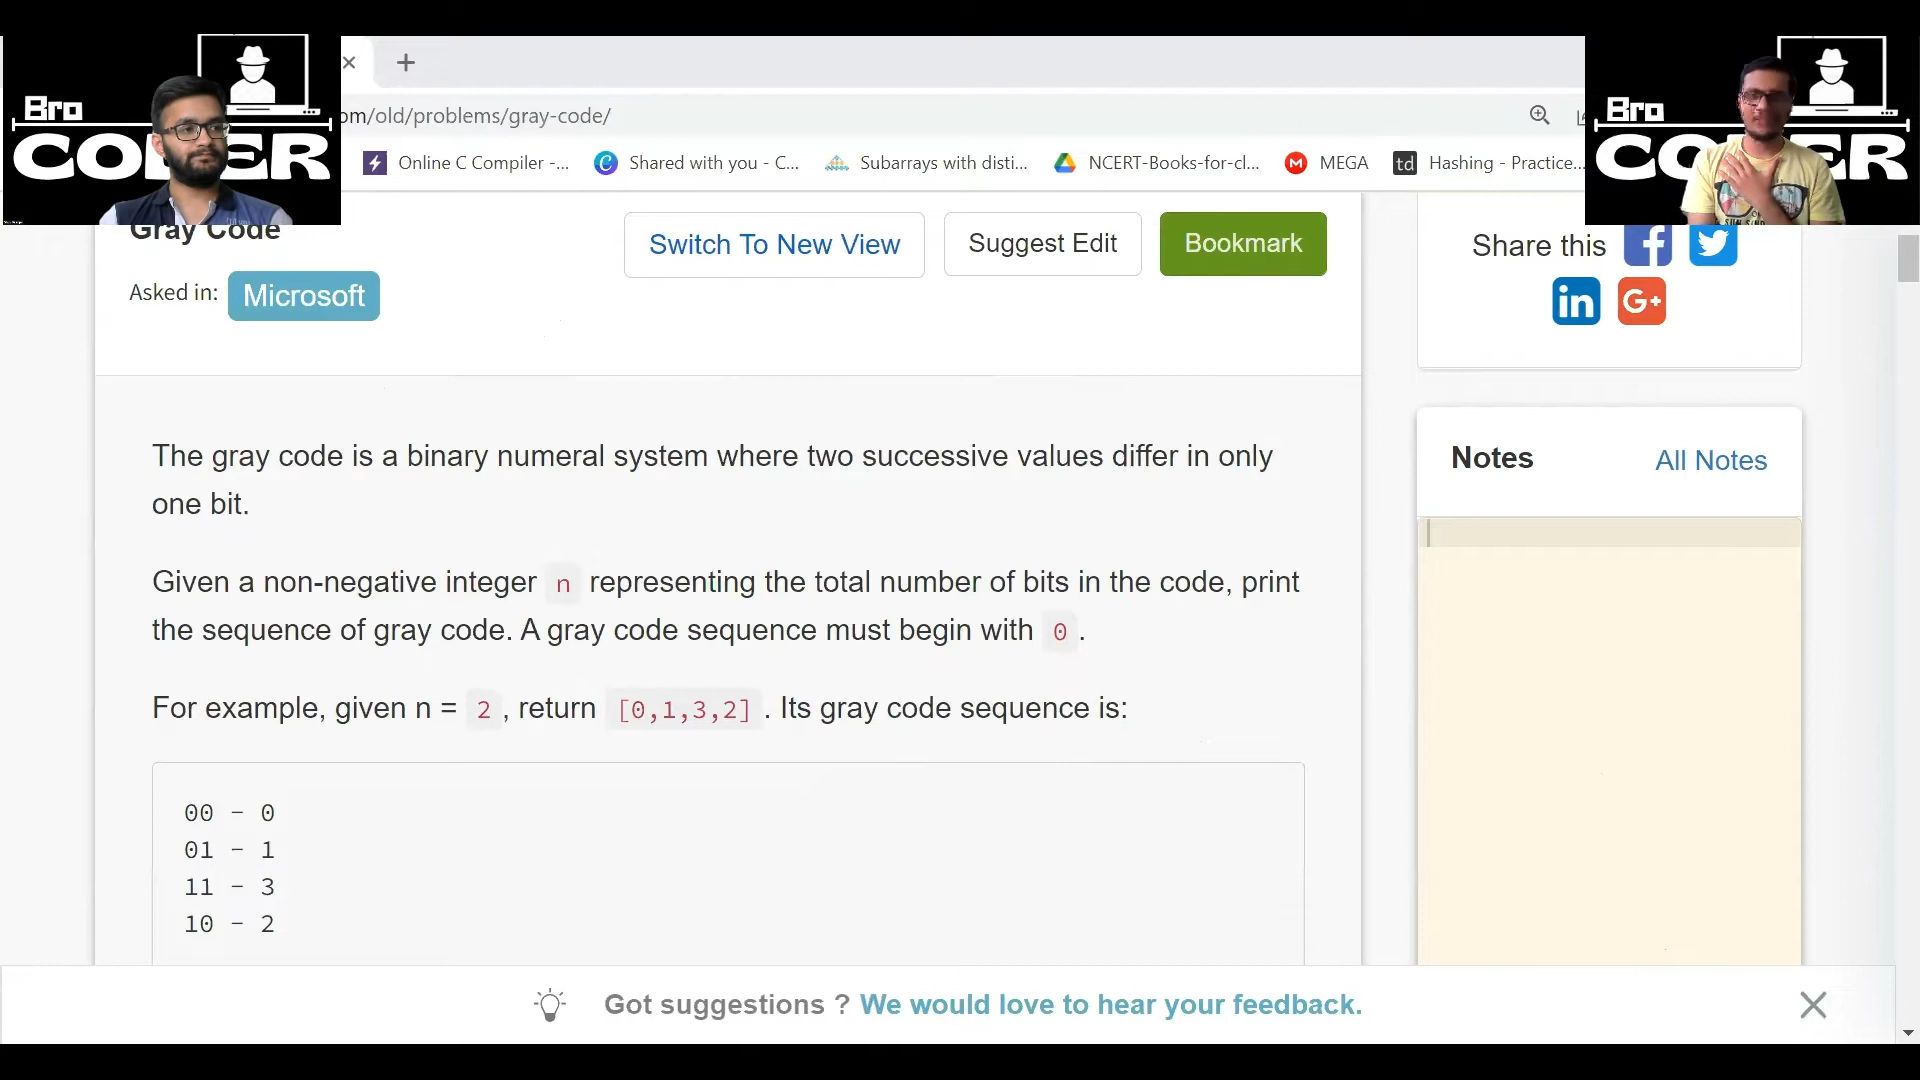 Bro
CODER
Bro
CODER
om/old/problems/gray-code/
Online C Compiler -...
Shared with you - C...
Subarrays with disti...
NCERT-Books-for-cl...
MEGA
td
Hashing - Practice...
Gray Code
Switch To New View
Suggest Edit
Bookmark
Share this
Asked in:
Microsoft
in
G+
The gray code is a binary numeral system where two successive values differ in only
one bit.
Notes
All Notes
Given a non-negative integer n representing the total number of bits in the code, print
the sequence of gray code. A gray code sequence must begin with 0 .
For example, given n = 2 , return [0,1,3,2] . Its gray code sequence is:
00 - 0
01 - 1
11 - 3
10 - 2
Got suggestions ? We would love to hear your feedback.